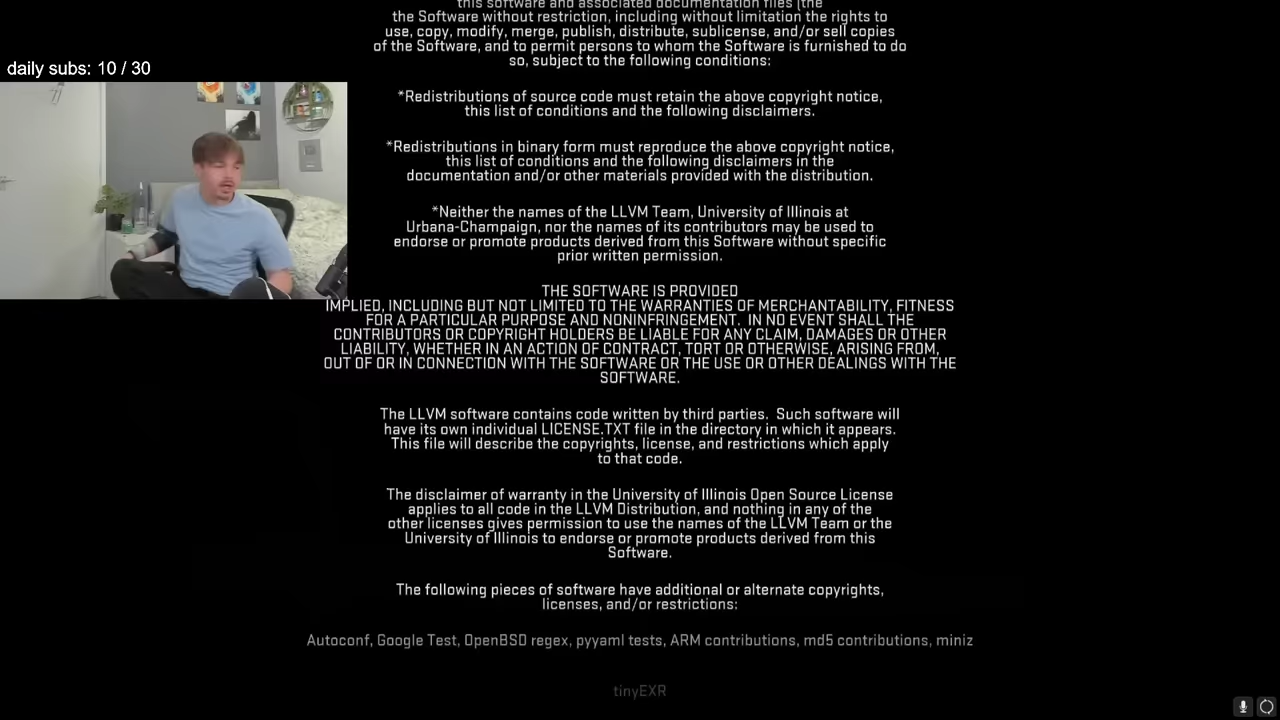 this software and associated documentation files (the
the Software without restriction, including without limitation the rights to
use, copy, modify, merge, publish, distribute, sublicense, and/or sell copies
of the Software, and to permit persons to whom the Software is furnished to do
so, subject to the following conditions:
daily subs: 10 / 30
*Redistributions of source code must retain the above copyright notice,
this list of conditions and the following disclaimers.
*Redistributions in binary form must reproduce the above copyright notice,
this list of conditions and the following disclaimers in the
documentation and/or other materials provided with the distribution.
*Neither the names of the LLVM Team, University of Illinois at
Urbana-Champaign, nor the names of its contributors may be used to
endorse or promote products derived from this Software without specific
prior written permission.
THE SOFTWARE IS PROVIDED
IMPLIED, INCLUDING BUT NOT LIMITED TO THE WARRANTIES OF MERCHANTABILITY, FITNESS
FOR A PARTICULAR PURPOSE AND NONINFRINGEMENT.  IN NO EVENT SHALL THE
CONTRIBUTORS OR COPYRIGHT HOLDERS BE LIABLE FOR ANY CLAIM, DAMAGES OR OTHER
LIABILITY, WHETHER IN AN ACTION OF CONTRACT, TORT OR OTHERWISE, ARISING FROM,
OUT OF OR IN CONNECTION WITH THE SOFTWARE OR THE USE OR OTHER DEALINGS WITH THE
SOFTWARE.
The LLVM software contains code written by third parties.  Such software will
have its own individual LICENSE.TXT file in the directory in which it appears.
This file will describe the copyrights, license, and restrictions which apply
to that code.
The disclaimer of warranty in the University of Illinois Open Source License
applies to all code in the LLVM Distribution, and nothing in any of the
other licenses gives permission to use the names of the LLVM Team or the
University of Illinois to endorse or promote products derived from this
Software.
The following pieces of software have additional or alternate copyrights,
licenses, and/or restrictions:
Autoconf, Google Test, OpenBSD regex, pyyaml tests, ARM contributions, md5 contributions, miniz
tinyEXR